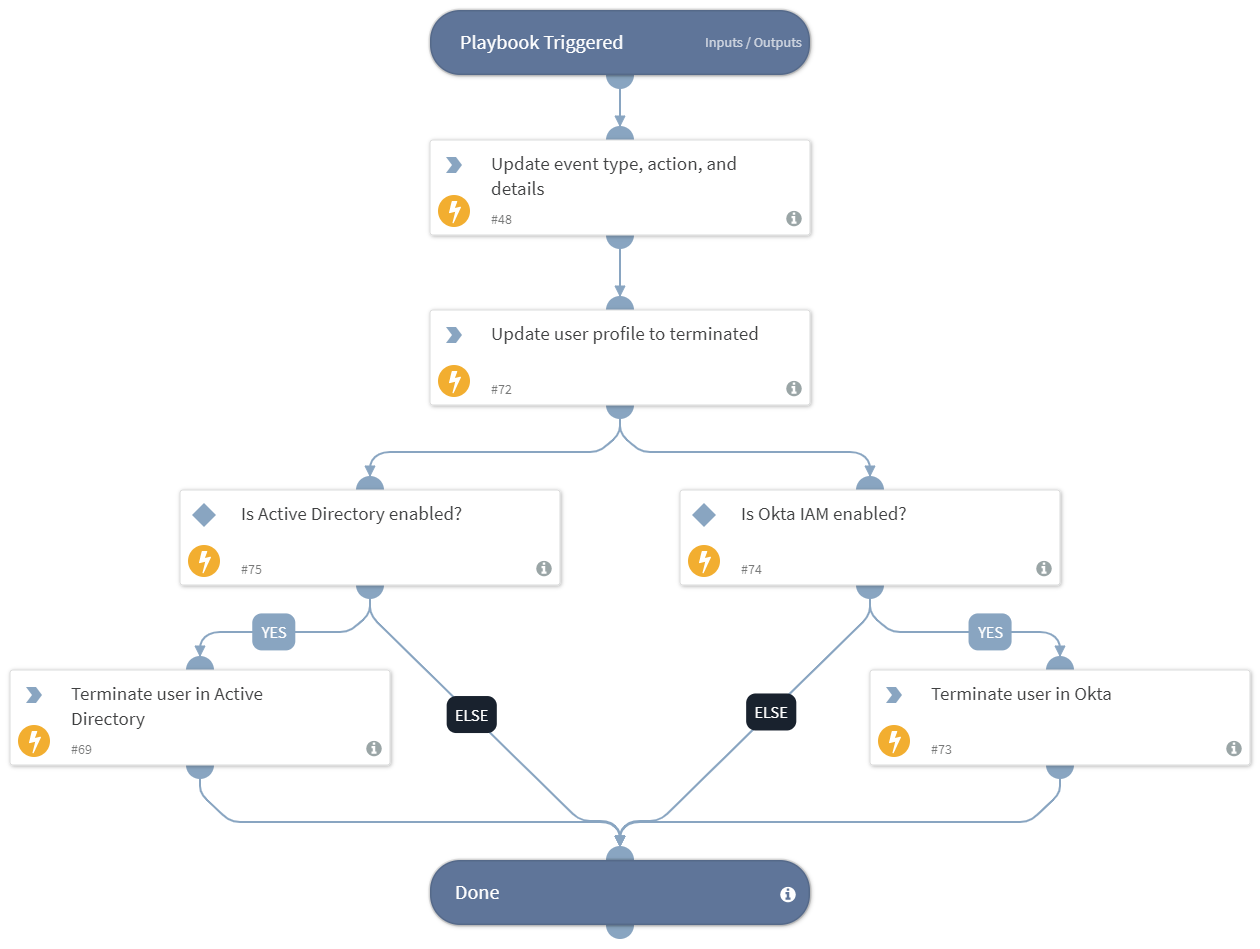 Playbook Triggered
Inputs / Outputs
Update event type, action, and
details
#48
Update user profile to terminated
#72
Is Active Directory enabled?
#75
Is Okta IAM enabled?
#74
YES
YES
Terminate user in Active
Directory
#69
ELSE
ELSE
Terminate user in Okta
#73
Done